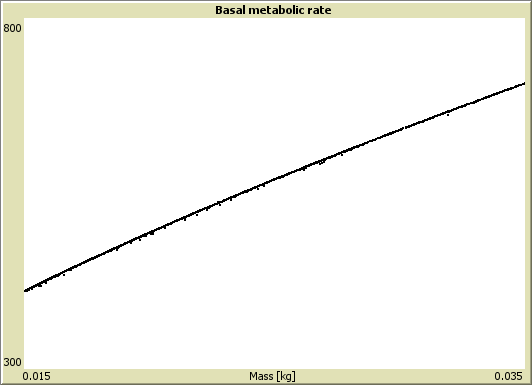 Basal metabolic rate
800
300
0.015 Mass [kg] 0.035